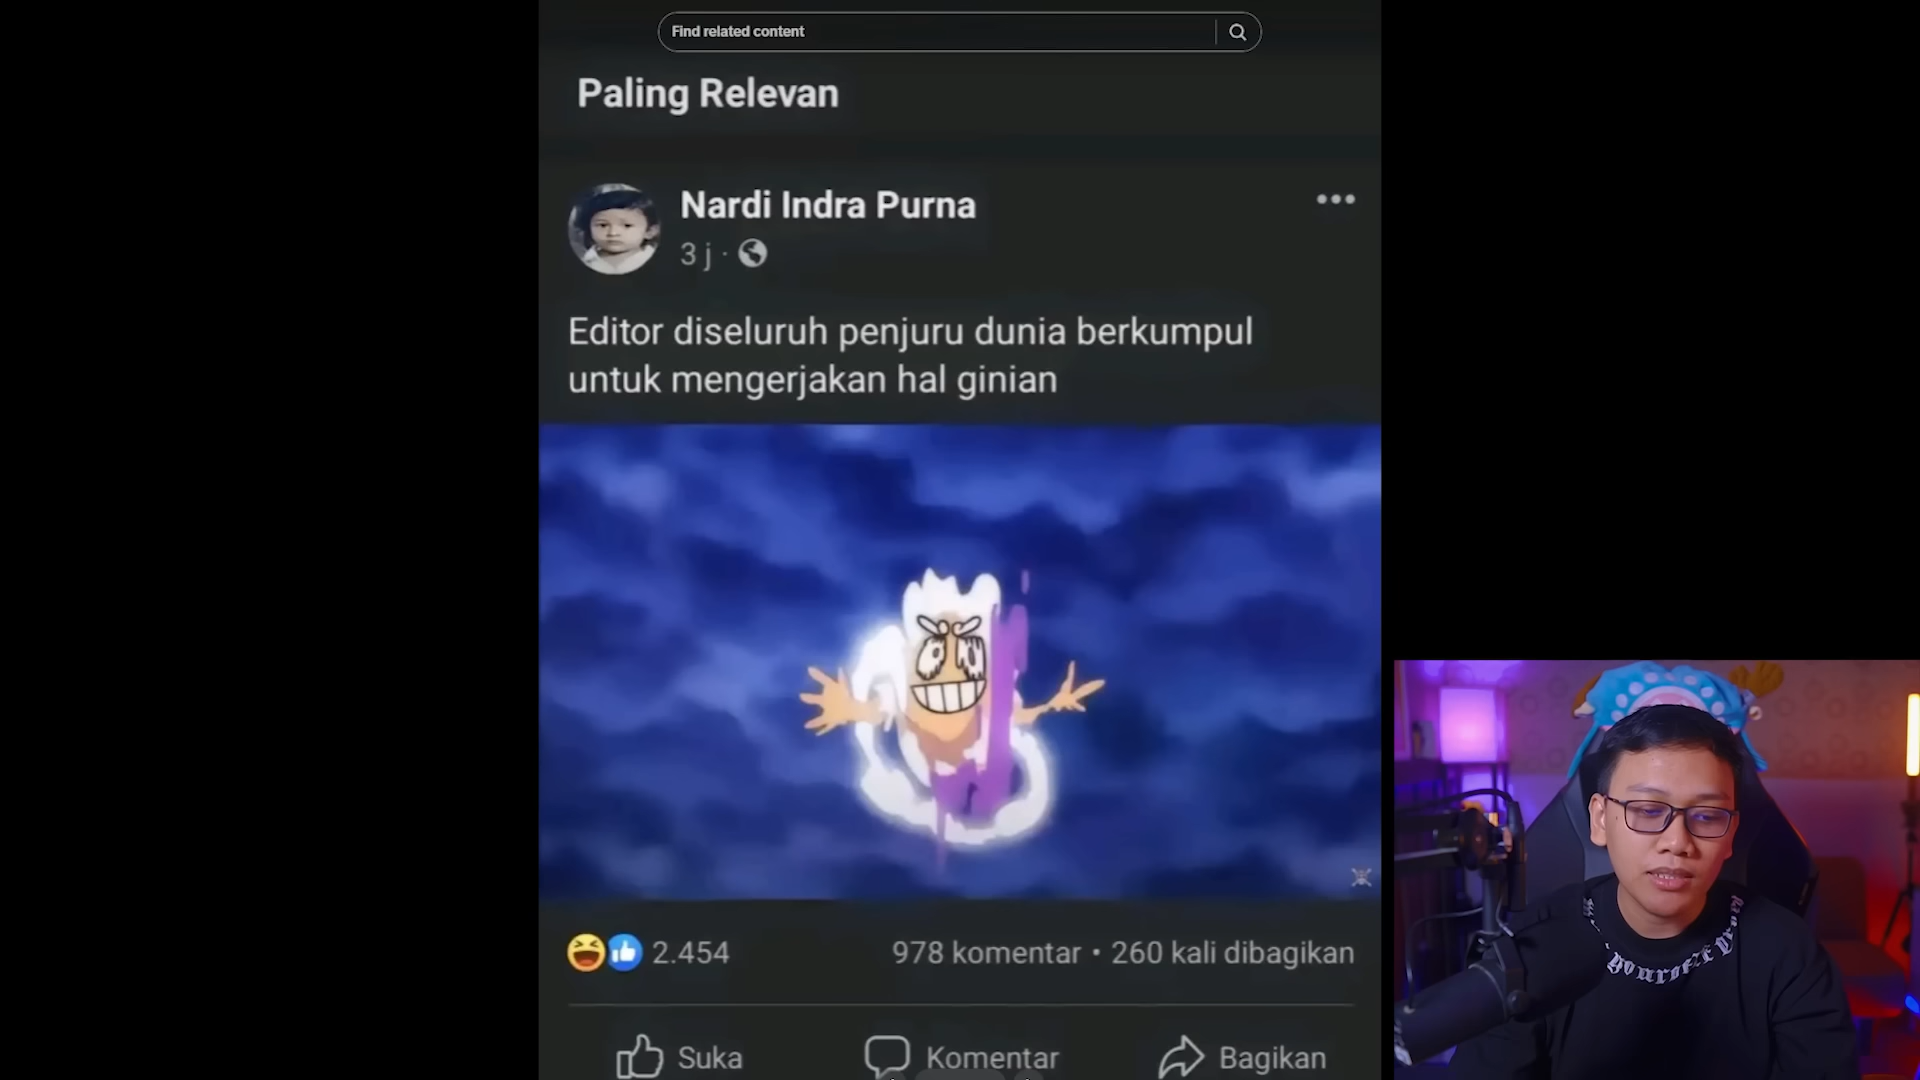 Find related content
Paling Relevan
Nardi Indra Purna
3 j ·
Editor diseluruh penjuru dunia berkumpul
untuk mengerjakan hal ginian
2.454
978 komentar • 260 kali dibagikan
Suka
Komentar
Bagikan